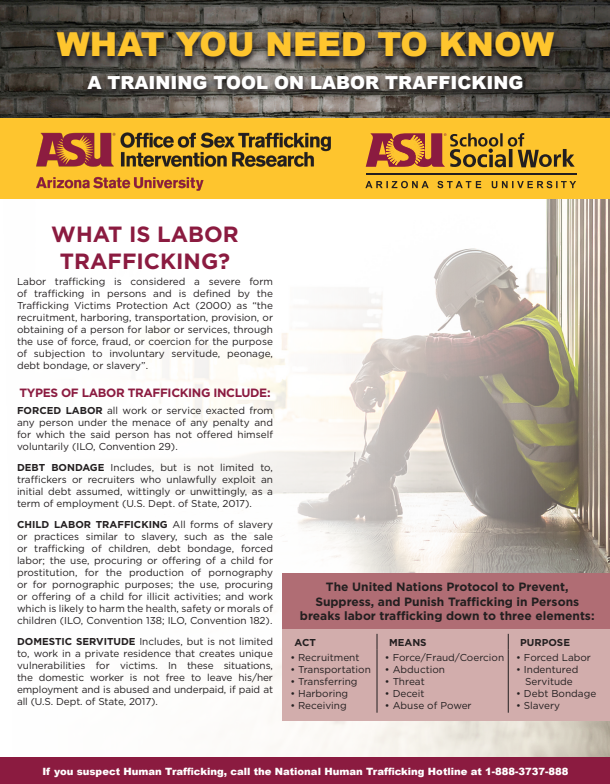 WHAT YOU NEED TO KNOW
A TRAINING TOOL ON LABOR TRAFFICKING
ASU Office of Sex Trafficking
Intervention Research
Arizona State University
ASU School of
Social Work
ARIZONA STATE UNIVERSITY
WHAT IS LABOR
TRAFFICKING?
Labor trafficking is considered a severe form
of trafficking in persons and is defined by the
Trafficking Victims Protection Act (2000) as “the
recruitment, harboring, transportation, provision, or
obtaining of a person for labor or services, through
the use of force, fraud, or coercion for the purpose
of subjection to involuntary servitude, peonage,
debt bondage, or slavery”.
TYPES OF LABOR TRAFFICKING INCLUDE:
FORCED LABOR all work or service exacted from
any person under the menace of any penalty and
for which the said person has not offered himself
voluntarily (ILO, Convention 29).
DEBT BONDAGE Includes, but is not limited to,
traffickers or recruiters who unlawfully exploit an
initial debt assumed, wittingly or unwittingly, as a
term of employment (U.S. Dept. of State, 2017).
CHILD LABOR TRAFFICKING All forms of slavery
or practices similar to slavery, such as the sale
or trafficking of children, debt bondage, forced
labor; the use, procuring or offering of a child for
prostitution, for the production of pornography
or for pornographic purposes; the use, procuring
or offering of a child for illicit activities; and work
which is likely to harm the health, safety or morals of
children (ILO, Convention 138; ILO, Convention 182).
DOMESTIC SERVITUDE Includes, but is not limited
to, work in a private residence that creates unique
vulnerabilities for victims. In these situations,
the domestic worker is not free to leave his/her
employment and is abused and underpaid, if paid at
all (U.S. Dept. of State, 2017).
The United Nations Protocol to Prevent,
Suppress, and Punish Trafficking in Persons
breaks labor trafficking down to three elements:
ACT
• Recruitment
• Transportation
• Transferring
• Harboring
• Receiving
MEANS
• Force/Fraud/Coercion
• Abduction
• Threat
• Deceit
• Abuse of Power
PURPOSE
• Forced Labor
• Indentured
Servitude
• Debt Bondage
• Slavery
If you suspect Human Trafficking, call the National Human Trafficking Hotline at 1-888-3737-888